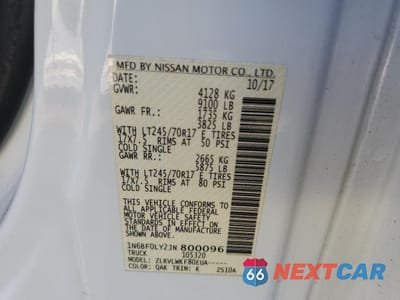 MFD BY NISSAN MOTOR CO., LTD.
DATE: 10/17
GVWR: 4128 KG
9100 LB
GAWR FR.: 1735 KG
3825 LB
WITH LT245/70R17 E TIRES
17X7.5 RIMS AT 50 PSI
COLD SINGLE
GAWR RR.: 2665 KG
5875 LB
WITH LT245/70R17 E TIRES
17X7.5 RIMS AT 80 PSI
COLD SINGLE
THIS VEHICLE CONFORMS TO ALL
APPLICABLE FEDERAL
MOTOR VEHICLE SAFETY
STANDARDS IN EFFECT ON
THE DATE OF MANUFACTURE
SHOWN ABOVE
1N6BF0LY2JN800096
TRUCK 105320
MODEL: ZLKVLWKF80EUA-----
COLOR: QAK TRIM: K ZS10A
66 NEXTCAR